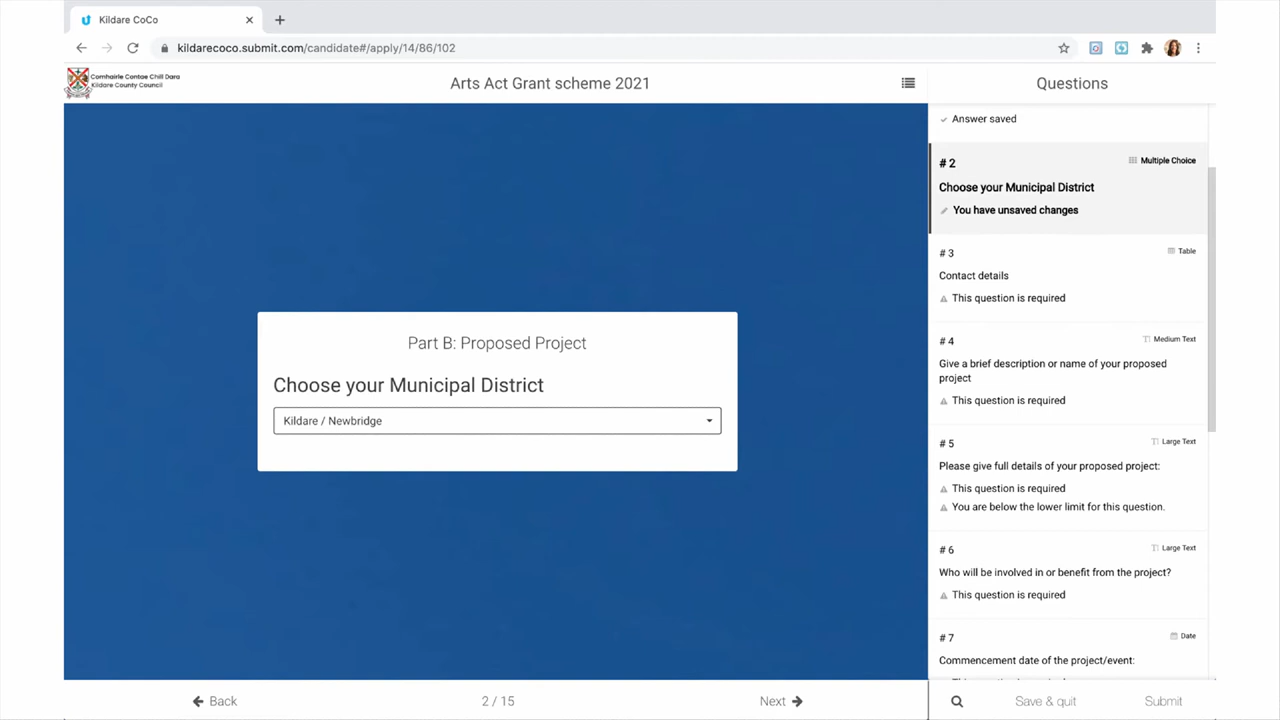 Kildare CoCo
kildarecoco.submit.com/candidate#/apply/14/86/102
Comhairle Contae Chill Dara
Kildare County Council
Arts Act Grant scheme 2021
Questions
Answer saved
# 2
Multiple Choice
Choose your Municipal District
You have unsaved changes
# 3
Table
Contact details
This question is required
# 4
Medium Text
Give a brief description or name of your proposed
project
This question is required
# 5
Large Text
Please give full details of your proposed project:
This question is required
You are below the lower limit for this question.
# 6
Large Text
Who will be involved in or benefit from the project?
This question is required
# 7
Date
Commencement date of the project/event:
Part B: Proposed Project
Choose your Municipal District
Kildare / Newbridge
Back
2 / 15
Next
Save & quit
Submit